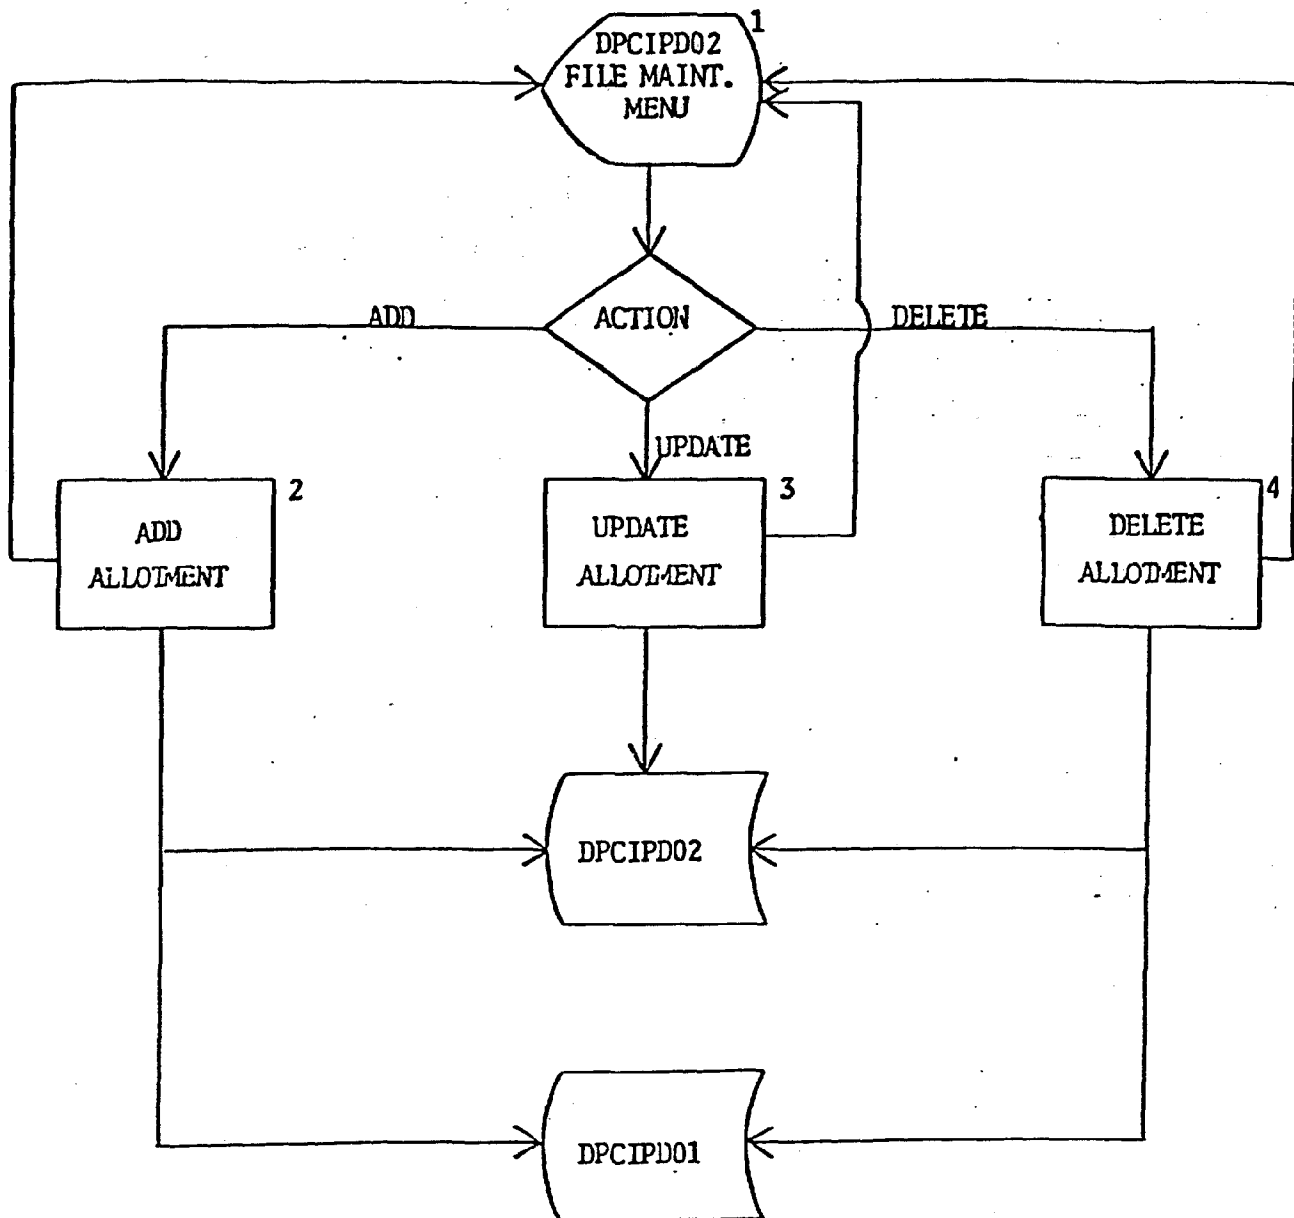 1
DPCIPD02
FILE MAINT.
MENU
ACTION
ADD
DELETE
UPDATE
2
ADD
ALLOTMENT
3
UPDATE
ALLOTMENT
4
DELETE
ALLOTMENT
DPCIPD02
DPCIPD01